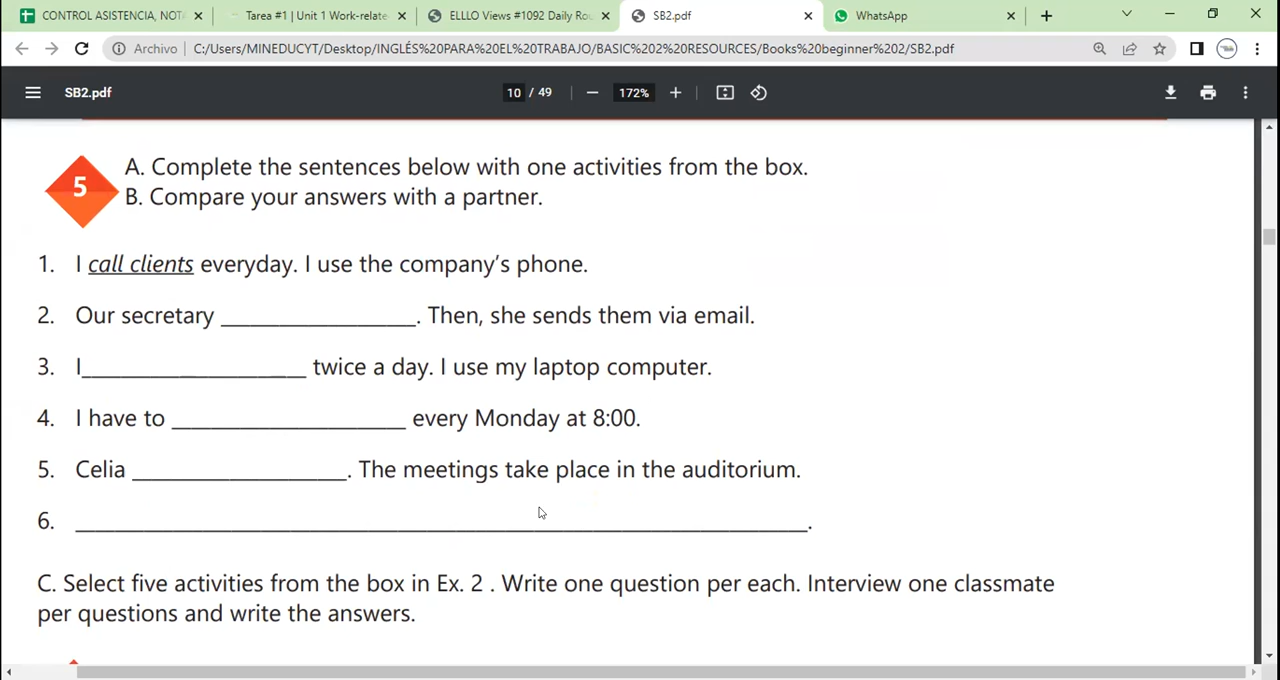 CONTROL ASISTENCIA, NOT
Tarea #1 | Unit 1 Work-relate
ELLLO Views #1092 Daily Rou
SB2.pdf
WhatsApp
Archivo
C:/Users/MINEDUCYT/Desktop/INGLÉS%20PARA%20EL%20TRABAJO/BASIC%202%20RESOURCES/Books%20beginner%202/SB2.pdf
SB2.pdf
10 / 49
172%
5
A. Complete the sentences below with one activities from the box.
B. Compare your answers with a partner.
1. I call clients everyday. I use the company's phone.
2. Our secretary ________________. Then, she sends them via email.
3. I___________________ twice a day. I use my laptop computer.
4. I have to ___________________ every Monday at 8:00.
5. Celia __________________. The meetings take place in the auditorium.
6. ____________________________________________________________.
C. Select five activities from the box in Ex. 2 . Write one question per each. Interview one classmate
per questions and write the answers.